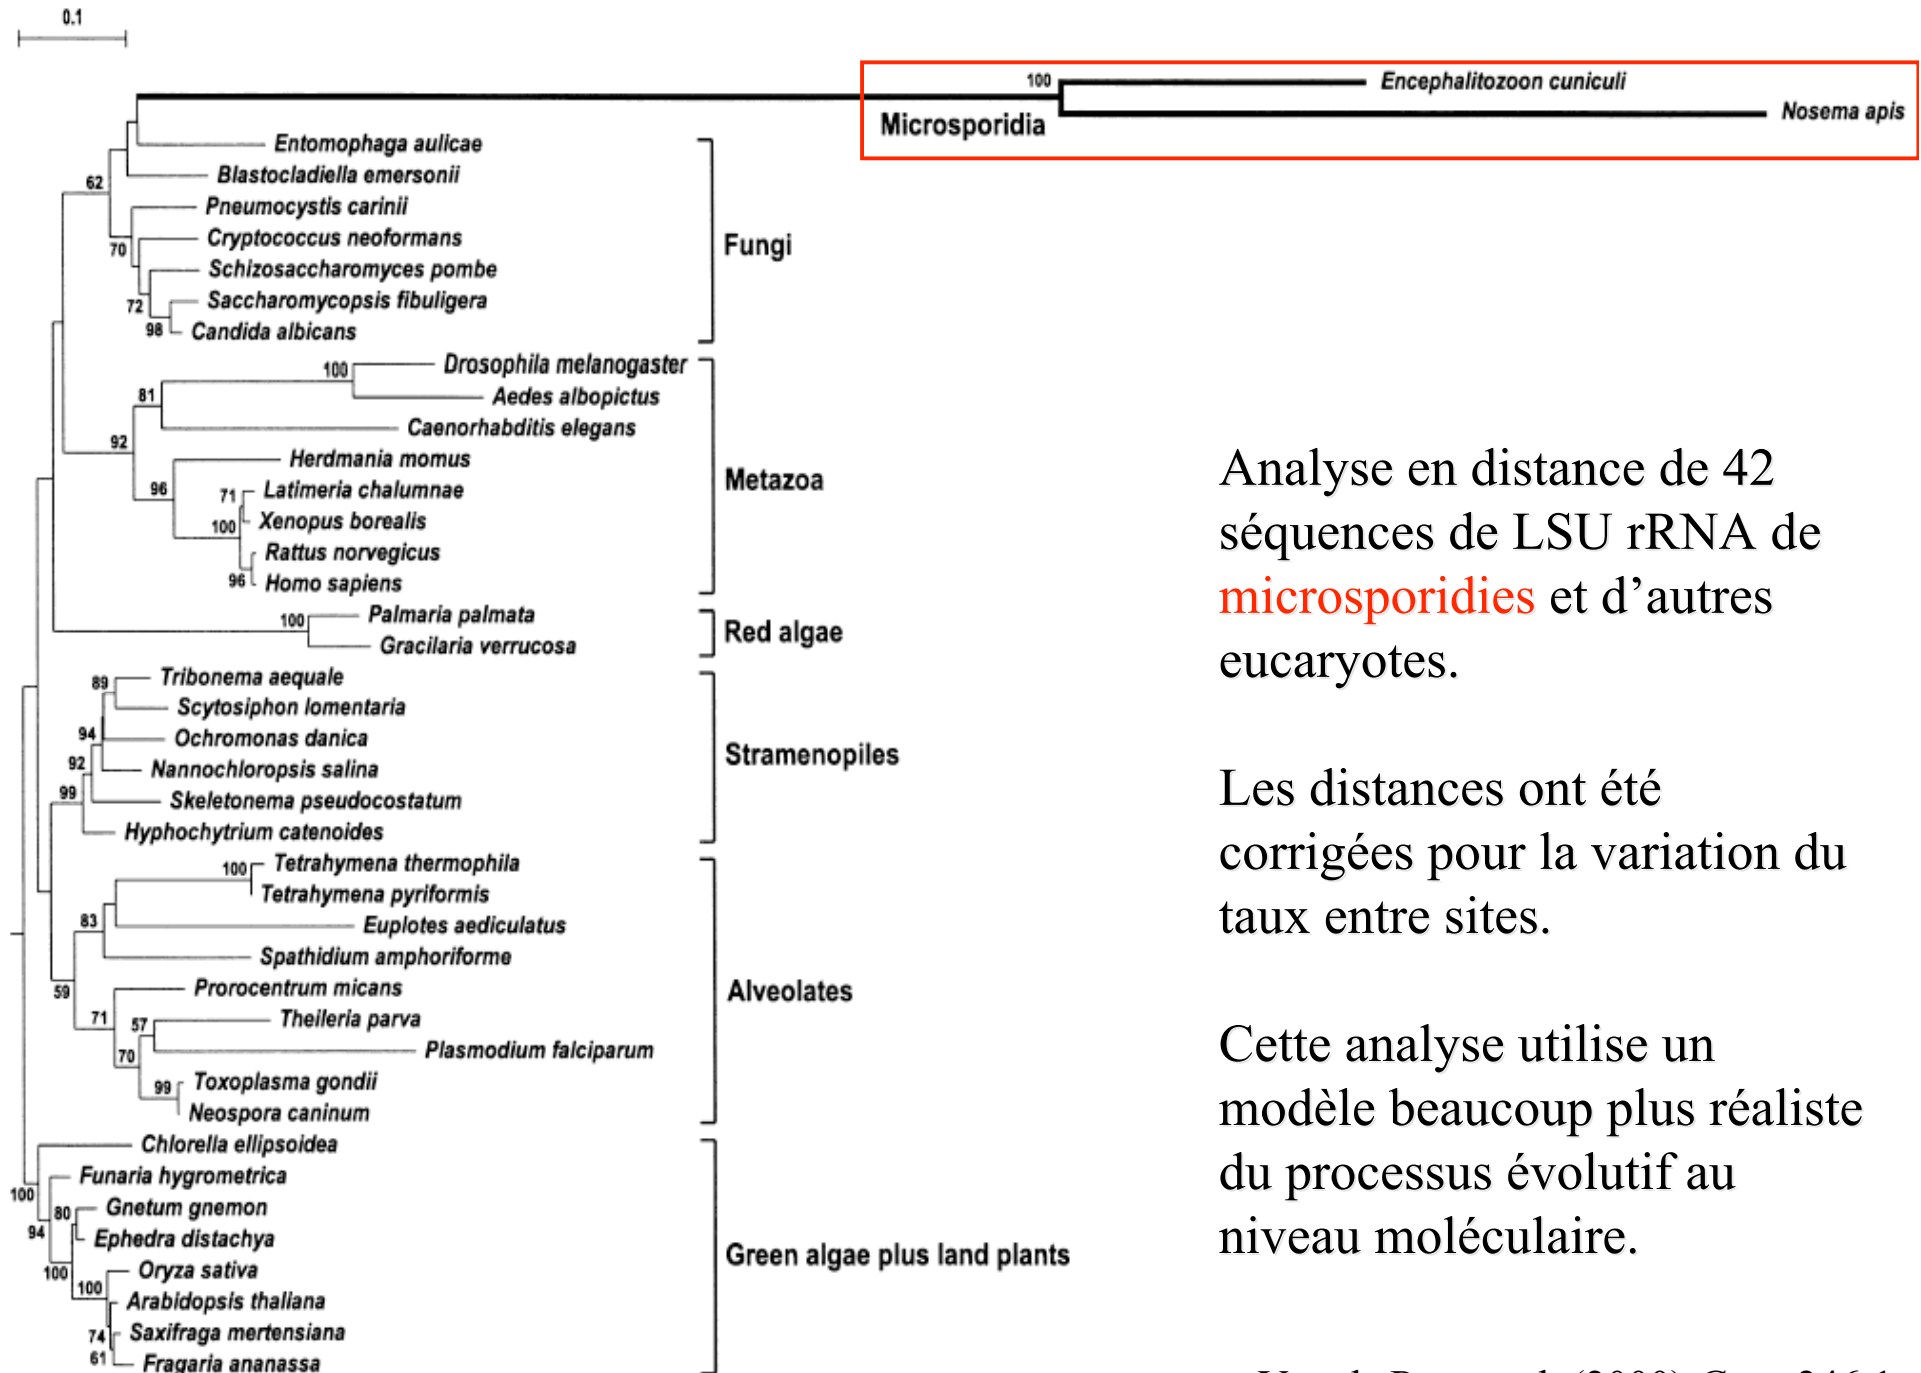 0.1
100
Encephalitozoon cuniculi
Nosema apis
Microsporidia
Entomophaga aulicae
Blastocladiella emersonii
62
Pneumocystis carinii
Cryptococcus neoformans
70
Fungi
Schizosaccharomyces pombe
Saccharomycopsis fibuligera
72
98
Candida albicans
100
Drosophila melanogaster
81
Aedes albopictus
Caenorhabditis elegans
92
Herdmania momus
96
Metazoa
71
Latimeria chalumnae
100
Xenopus borealis
Rattus norvegicus
96
Homo sapiens
Palmaria palmata
100
Red algae
Gracilaria verrucosa
89
Tribonema aequale
Scytosiphon lomentaria
94
Ochromonas danica
Stramenopiles
92
Nannochloropsis salina
99
Skeletonema pseudocostatum
Hyphochytrium catenoides
100
Tetrahymena thermophila
Tetrahymena pyriformis
83
Euplotes aediculatus
Spathidium amphoriforme
59
Prorocentrum micans
Alveolates
71
57
Theileria parva
70
Plasmodium falciparum
99
Toxoplasma gondii
Neospora caninum
Chlorella ellipsoidea
Funaria hygrometrica
100
80
Gnetum gnemon
94
Ephedra distachya
Green algae plus land plants
100
Oryza sativa
100
Arabidopsis thaliana
74
Saxifraga mertensiana
61
Fragaria ananassa
Analyse en distance de 42
séquences de LSU rRNA de
microsporidies et d’autres
eucaryotes.
Les distances ont été
corrigées pour la variation du
taux entre sites.
Cette analyse utilise un
modèle beaucoup plus réaliste
du processus évolutif au
niveau moléculaire.